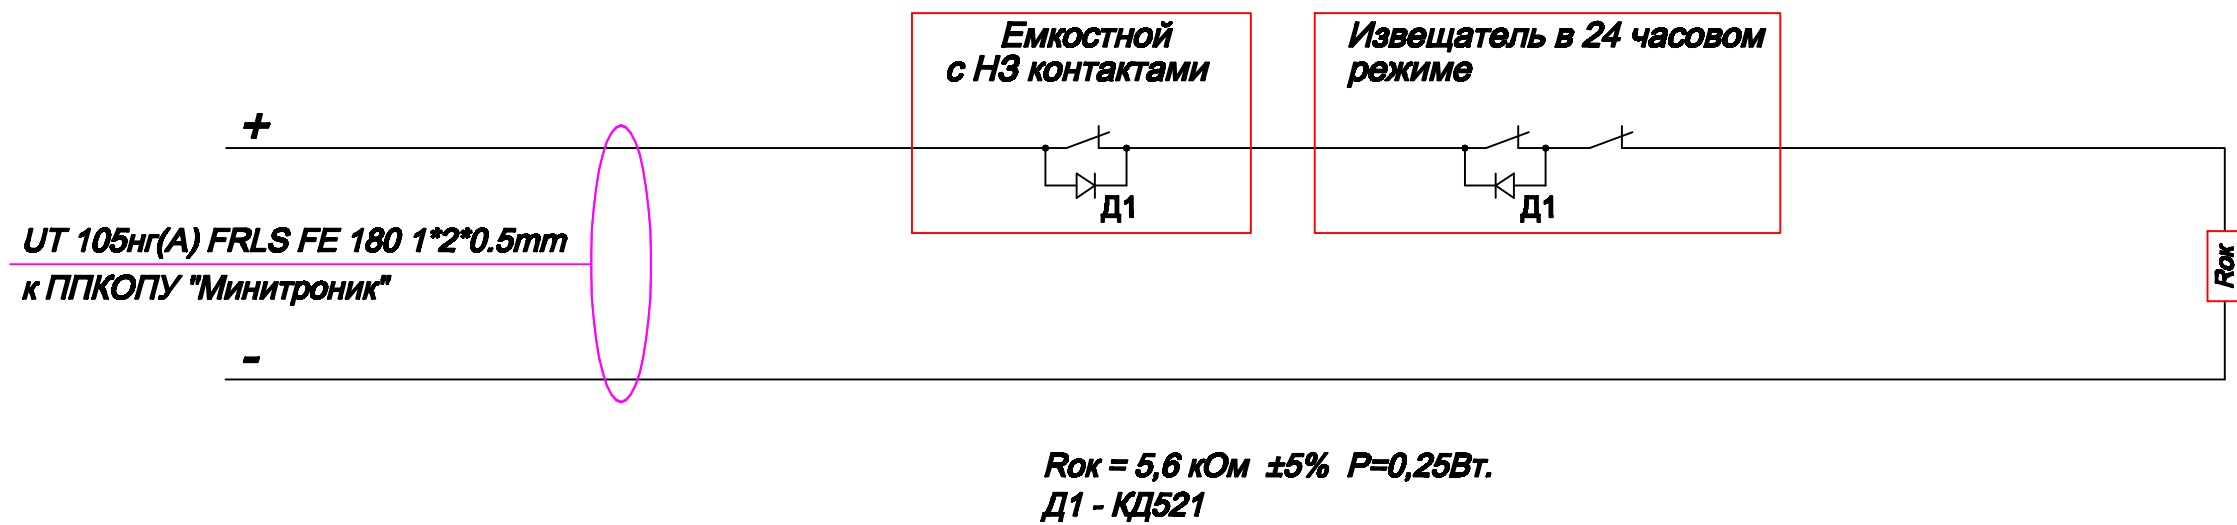 Емкостной
с НЗ контактами
Извещатель в 24 часовом
режиме
+
Д1
Д1
UT 105нг(А) FRLS FE 180 1*2*0.5mm
к ППКОПУ "Минитроник"
Rок
-
Rок = 5,6 кОм ±5% Р=0,25Вт.
Д1 - КД521